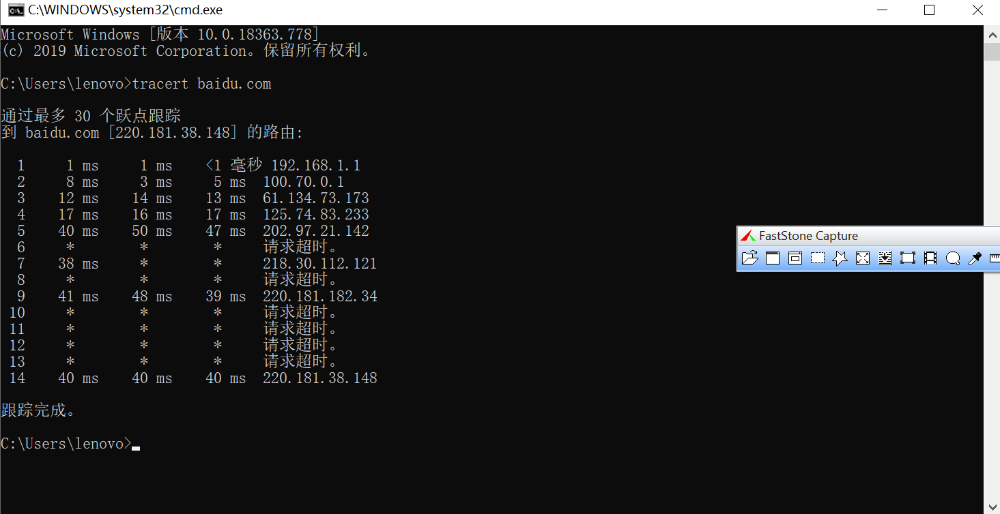 C:\WINDOWS\system32\cmd.exe
Microsoft Windows [版本 10.0.18363.778]
(c) 2019 Microsoft Corporation。保留所有权利。
C:\Users\lenovo>tracert baidu.com
通过最多 30 个跃点跟踪
到 baidu.com [220.181.38.148] 的路由:
1 1 ms 1 ms <1 毫秒 192.168.1.1
2 8 ms 3 ms 5 ms 100.70.0.1
3 12 ms 14 ms 13 ms 61.134.73.173
4 17 ms 16 ms 17 ms 125.74.83.233
5 40 ms 50 ms 47 ms 202.97.21.142
6 * * * 请求超时。
7 38 ms * * 218.30.112.121
8 * * * 请求超时。
9 41 ms 48 ms 39 ms 220.181.182.34
10 * * * 请求超时。
11 * * * 请求超时。
12 * * * 请求超时。
13 * * * 请求超时。
14 40 ms 40 ms 40 ms 220.181.38.148
跟踪完成。
C:\Users\lenovo>
FastStone Capture